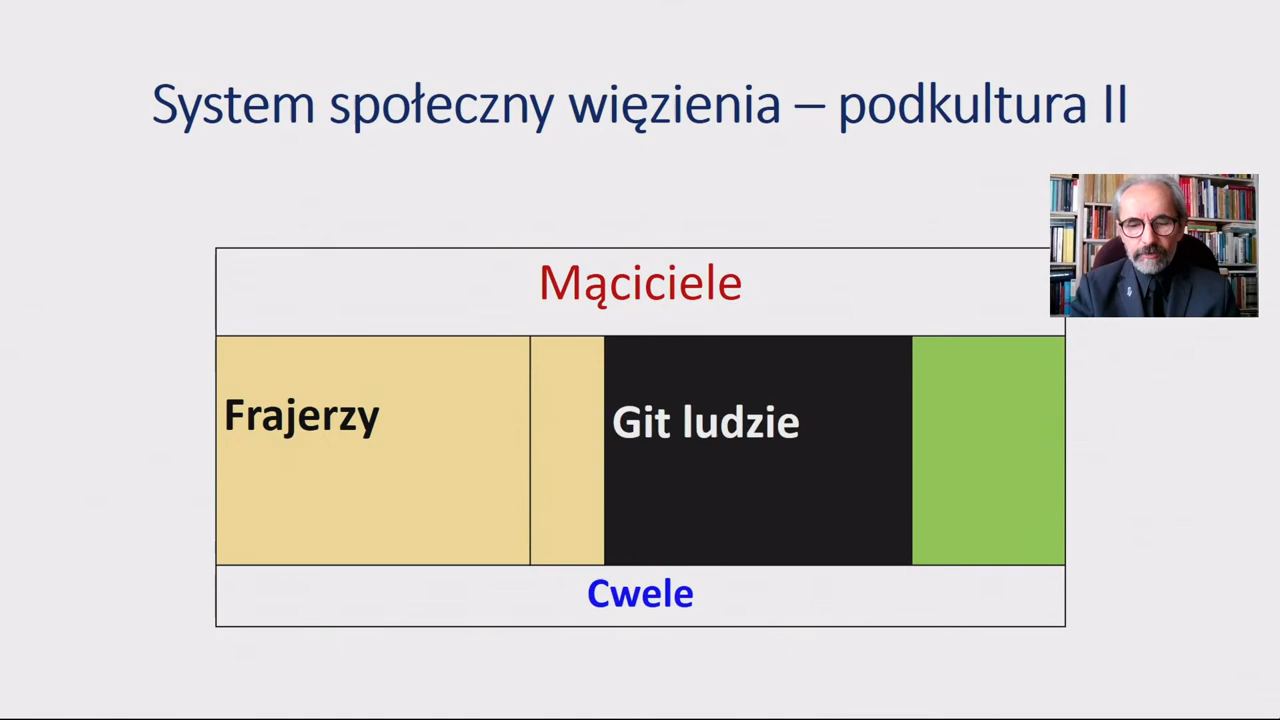 System społeczny więzienia – podkultura II
Mąciciele
Frajerzy
Git ludzie
Cwele